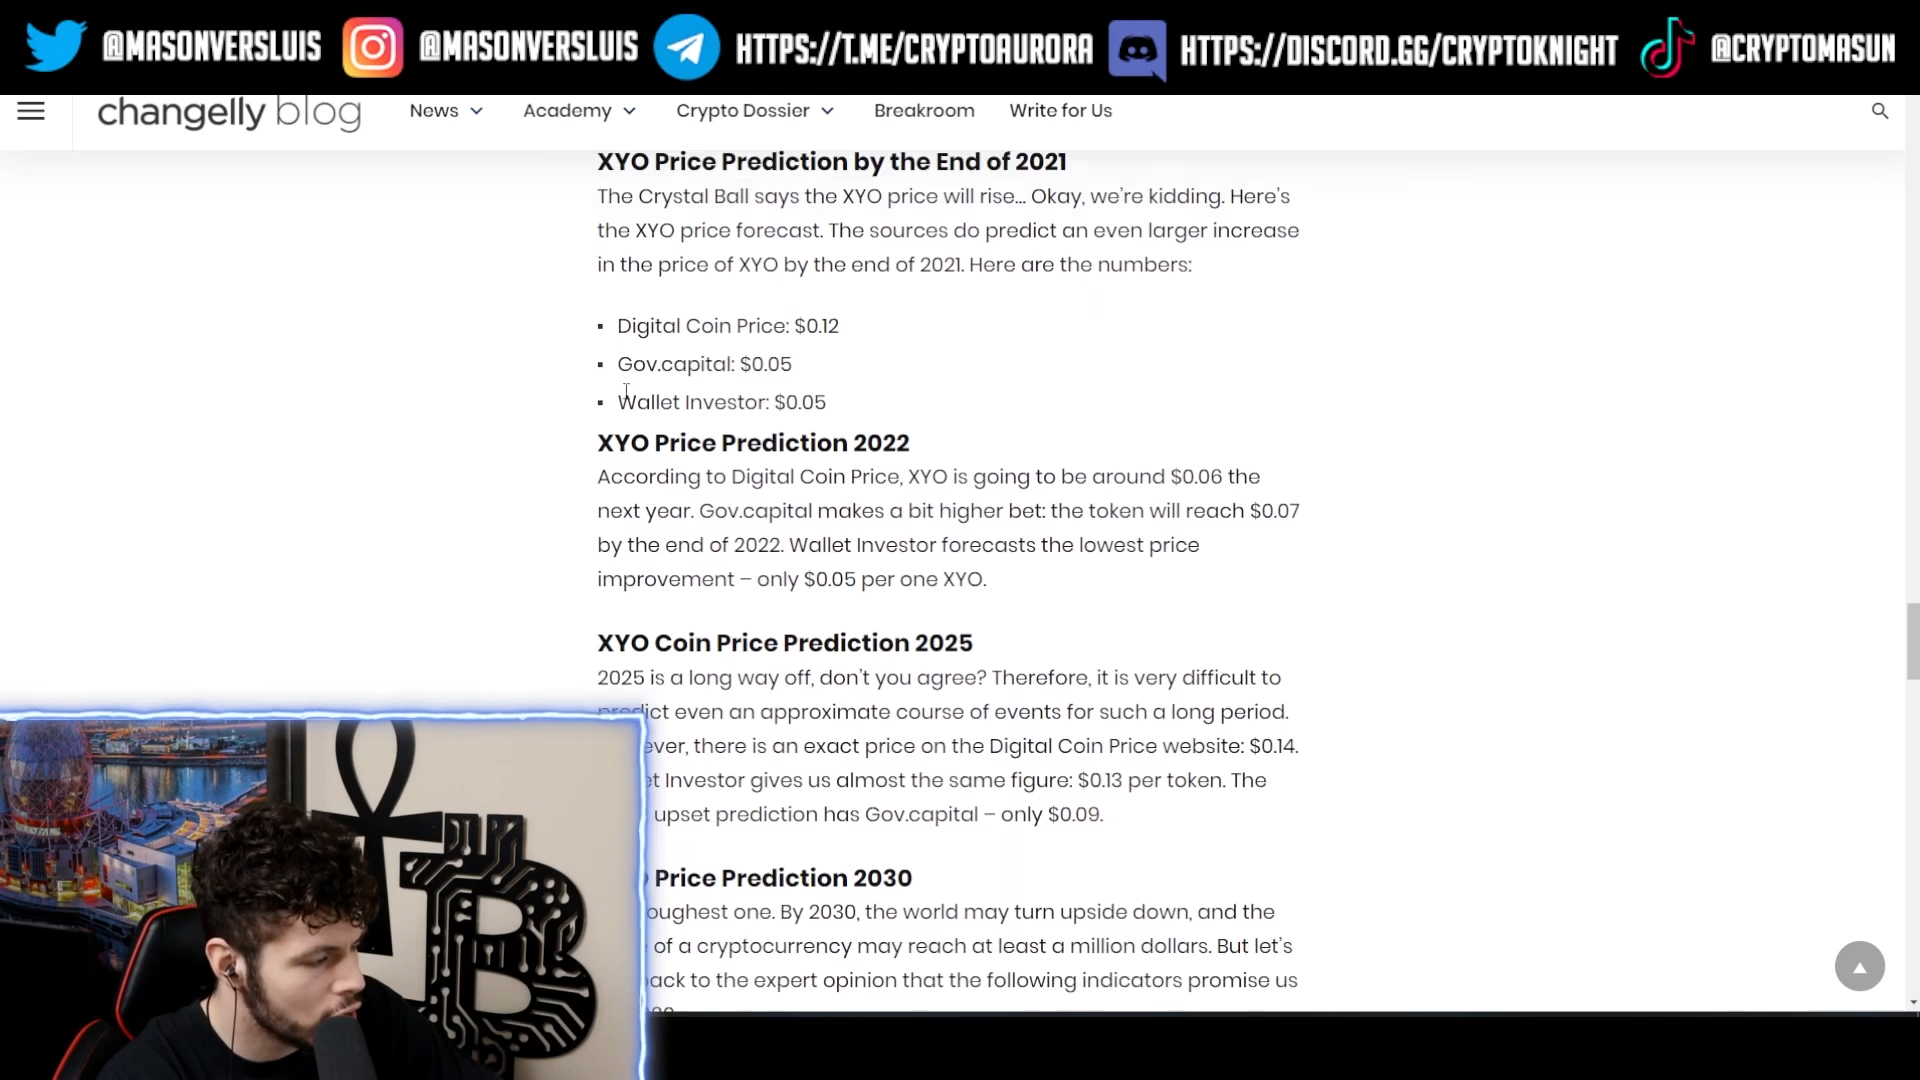 @MASONVERSLUIS @MASONVERSLUIS HTTPS://T.ME/CRYPTOAURORA HTTPS://DISCORD.GG/CRYPTOKNIGHT @CRYPTOMASUN
changelly blog News Academy Crypto Dossier Breakroom Write for Us
XYO Price Prediction by the End of 2021
The Crystal Ball says the XYO price will rise... Okay, we're kidding. Here's
the XYO price forecast. The sources do predict an even larger increase
in the price of XYO by the end of 2021. Here are the numbers:
▪ Digital Coin Price: $0.12
▪ Gov.capital: $0.05
▪ Wallet Investor: $0.05
XYO Price Prediction 2022
According to Digital Coin Price, XYO is going to be around $0.06 the
next year. Gov.capital makes a bit higher bet: the token will reach $0.07
by the end of 2022. Wallet Investor forecasts the lowest price
improvement – only $0.05 per one XYO.
XYO Coin Price Prediction 2025
2025 is a long way off, don't you agree? Therefore, it is very difficult to
predict even an approximate course of events for such a long period.
ever, there is an exact price on the Digital Coin Price website: $0.14.
t Investor gives us almost the same figure: $0.13 per token. The
upset prediction has Gov.capital – only $0.09.
Price Prediction 2030
oughest one. By 2030, the world may turn upside down, and the
of a cryptocurrency may reach at least a million dollars. But let's
ack to the expert opinion that the following indicators promise us